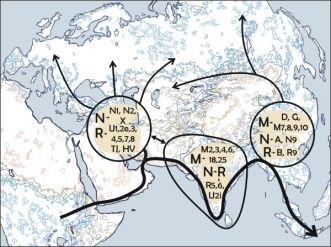 N- N1, N2,
X
R- U1,2e,3,
4,5,7,8
TJ, HV
M- M2,3,4,6,
18,25
N-R
R5,6,
U2i
M- D, G,
M7,8,9,10
N-A, N9
R-B, R9